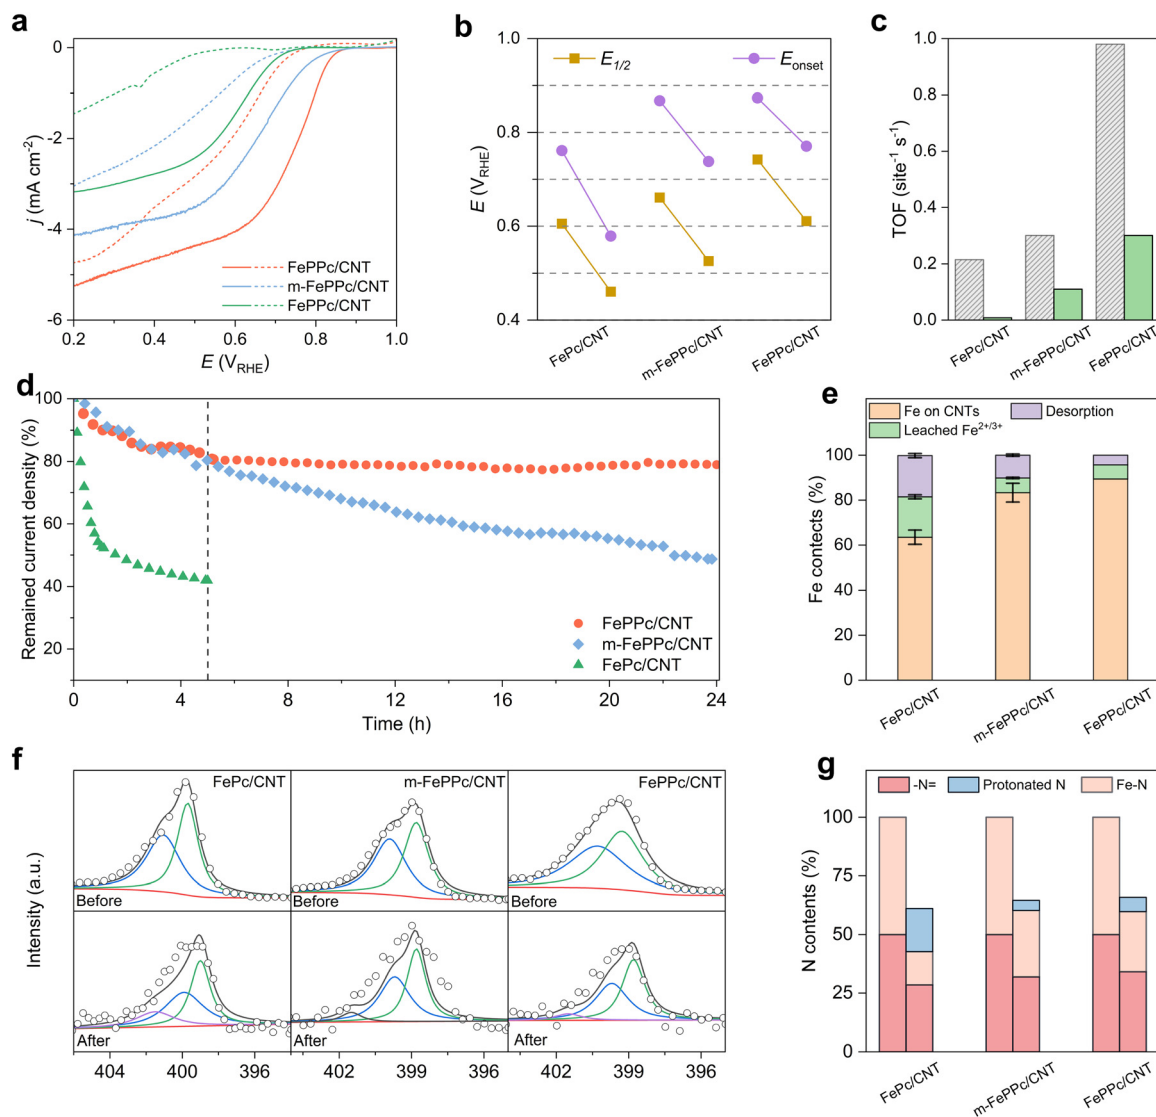 a
0
-2
-4
-6
j (mA cm-2)
0.2 0.4 0.6 0.8 1.0
E (VRHE)
FePPc/CNT
m-FePPc/CNT
FePPc/CNT
b
1.0
0.8
0.6
0.4
E (VRHE)
E1/2
Eonset
FePc/CNT
m-FePPc/CNT
FePPc/CNT
c
1.0
0.8
0.6
0.4
0.2
0.0
TOF (site-1 s-1)
FePc/CNT
m-FePPc/CNT
FePPc/CNT
d
100
80
60
40
20
Remained current density (%)
0 4 8 12 16 20 24
Time (h)
FePPc/CNT
m-FePPc/CNT
FePc/CNT
e
Fe on CNTs
Desorption
Leached Fe2+/3+
100
80
60
40
20
0
Fe contects (%)
FePc/CNT
m-FePPc/CNT
FePPc/CNT
f
Intensity (a.u.)
FePc/CNT
m-FePPc/CNT
FePPc/CNT
Before
Before
Before
After
After
After
404 400 396
402 399 396
402 399 396
g
-N=
Protonated N
Fe-N
100
75
50
25
0
N contents (%)
FePc/CNT
m-FePPc/CNT
FePPc/CNT